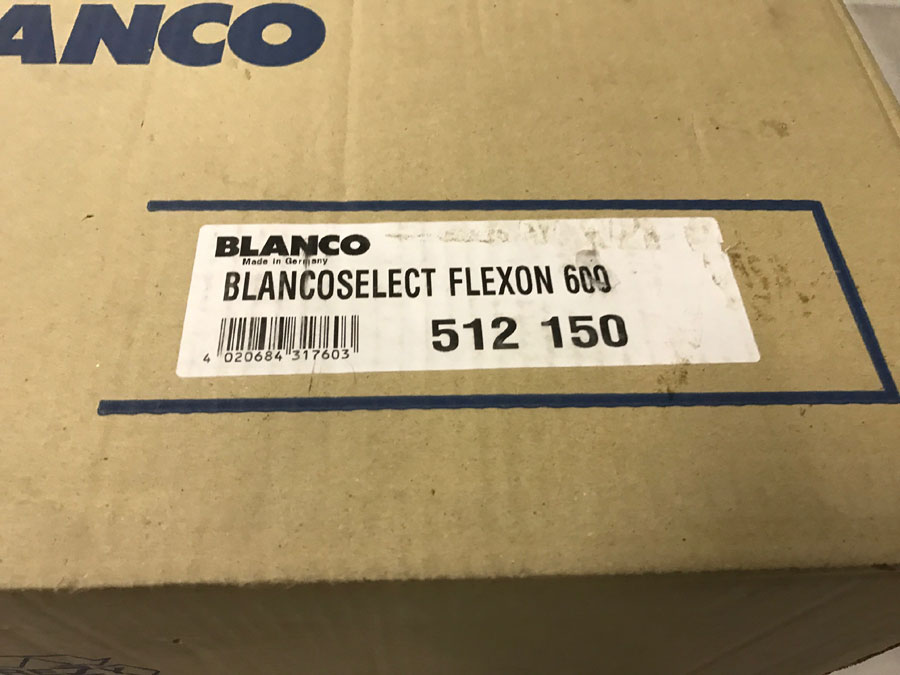 ANCO
BLANCO
Made in Germany
BLANCOSELECT FLEXON 600
512 150
4 020684 317603